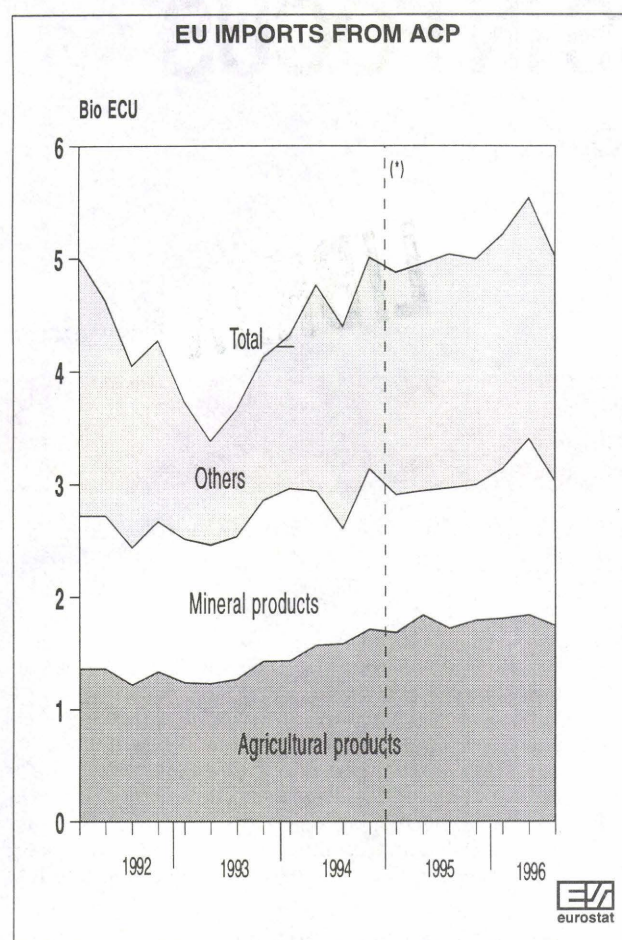 EU IMPORTS FROM ACP
Bio ECU
6
(*)
5
Total
4
Others
3
Mineral products
2
1
Agricultural products
0
1992 1993 1994 1995 1996
eurostat